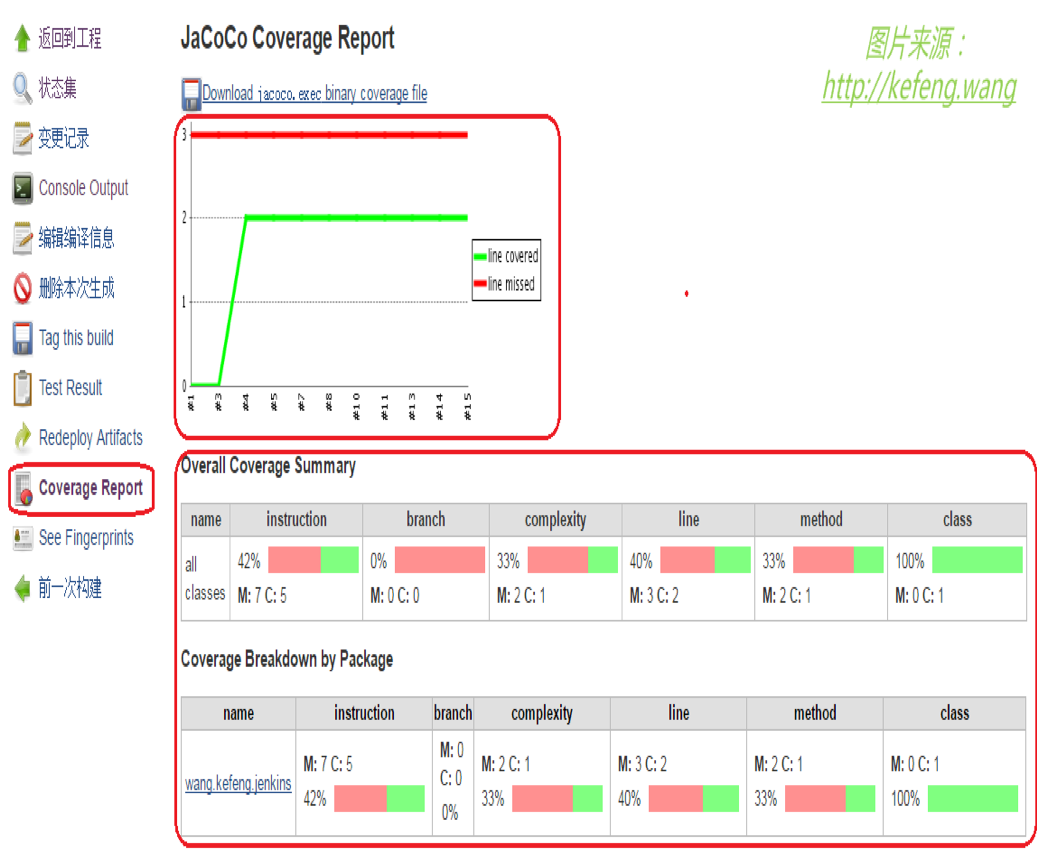 返回到工程
状态集
变更记录
Console Output
编辑编译信息
删除本次生成
Tag this build
Test Result
Redeploy Artifacts
Coverage Report
See Fingerprints
前一次构建
JaCoCo Coverage Report
图片来源：
http://kefeng.wang
Download jacoco.exec binary coverage file
3
2
1
0
#1 #3 #4 #5 #7 #8 #10 #11 #13 #14 #15
line covered
line missed
Overall Coverage Summary
name instruction branch complexity line method class
all classes 42% 0% 33% 40% 33% 100%
M: 7 C: 5 M: 0 C: 0 M: 2 C: 1 M: 3 C: 2 M: 2 C: 1 M: 0 C: 1
Coverage Breakdown by Package
name instruction branch complexity line method class
wang.kefeng.jenkins
M: 7 C: 5 M: 0 C: 0 M: 2 C: 1 M: 3 C: 2 M: 2 C: 1 M: 0 C: 1
42% 0% 33% 40% 33% 100%